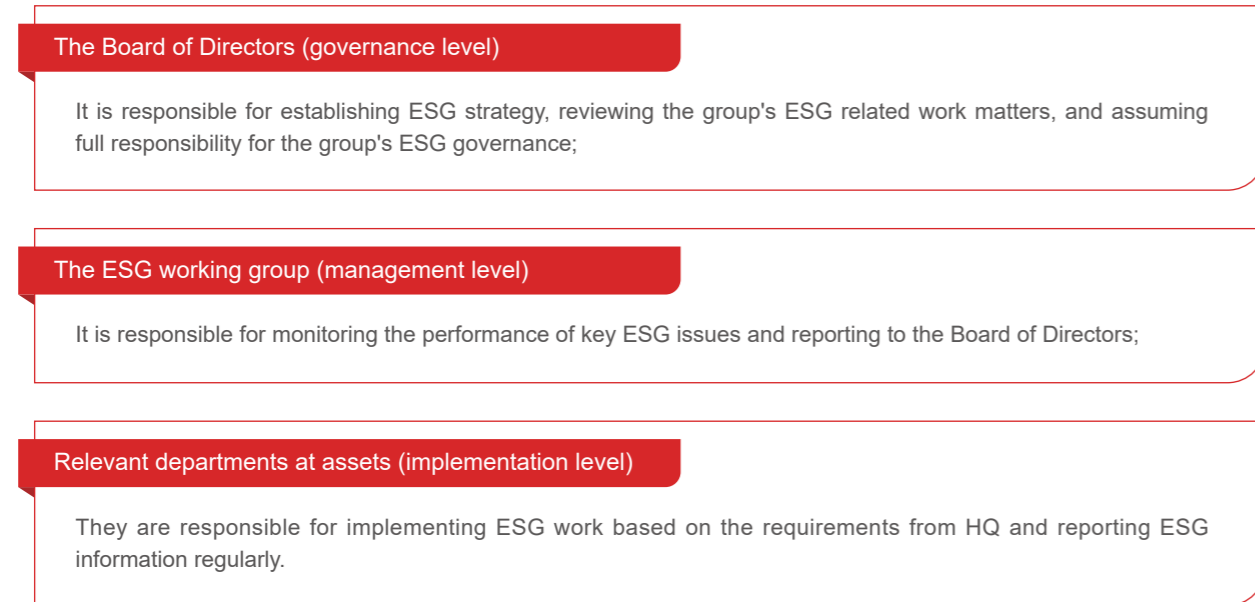 The Board of Directors (governance level)
It is responsible for establishing ESG strategy, reviewing the group's ESG related work matters, and assuming
full responsibility for the group's ESG governance;
The ESG working group (management level)
It is responsible for monitoring the performance of key ESG issues and reporting to the Board of Directors;
Relevant departments at assets (implementation level)
They are responsible for implementing ESG work based on the requirements from HQ and reporting ESG
information regularly.